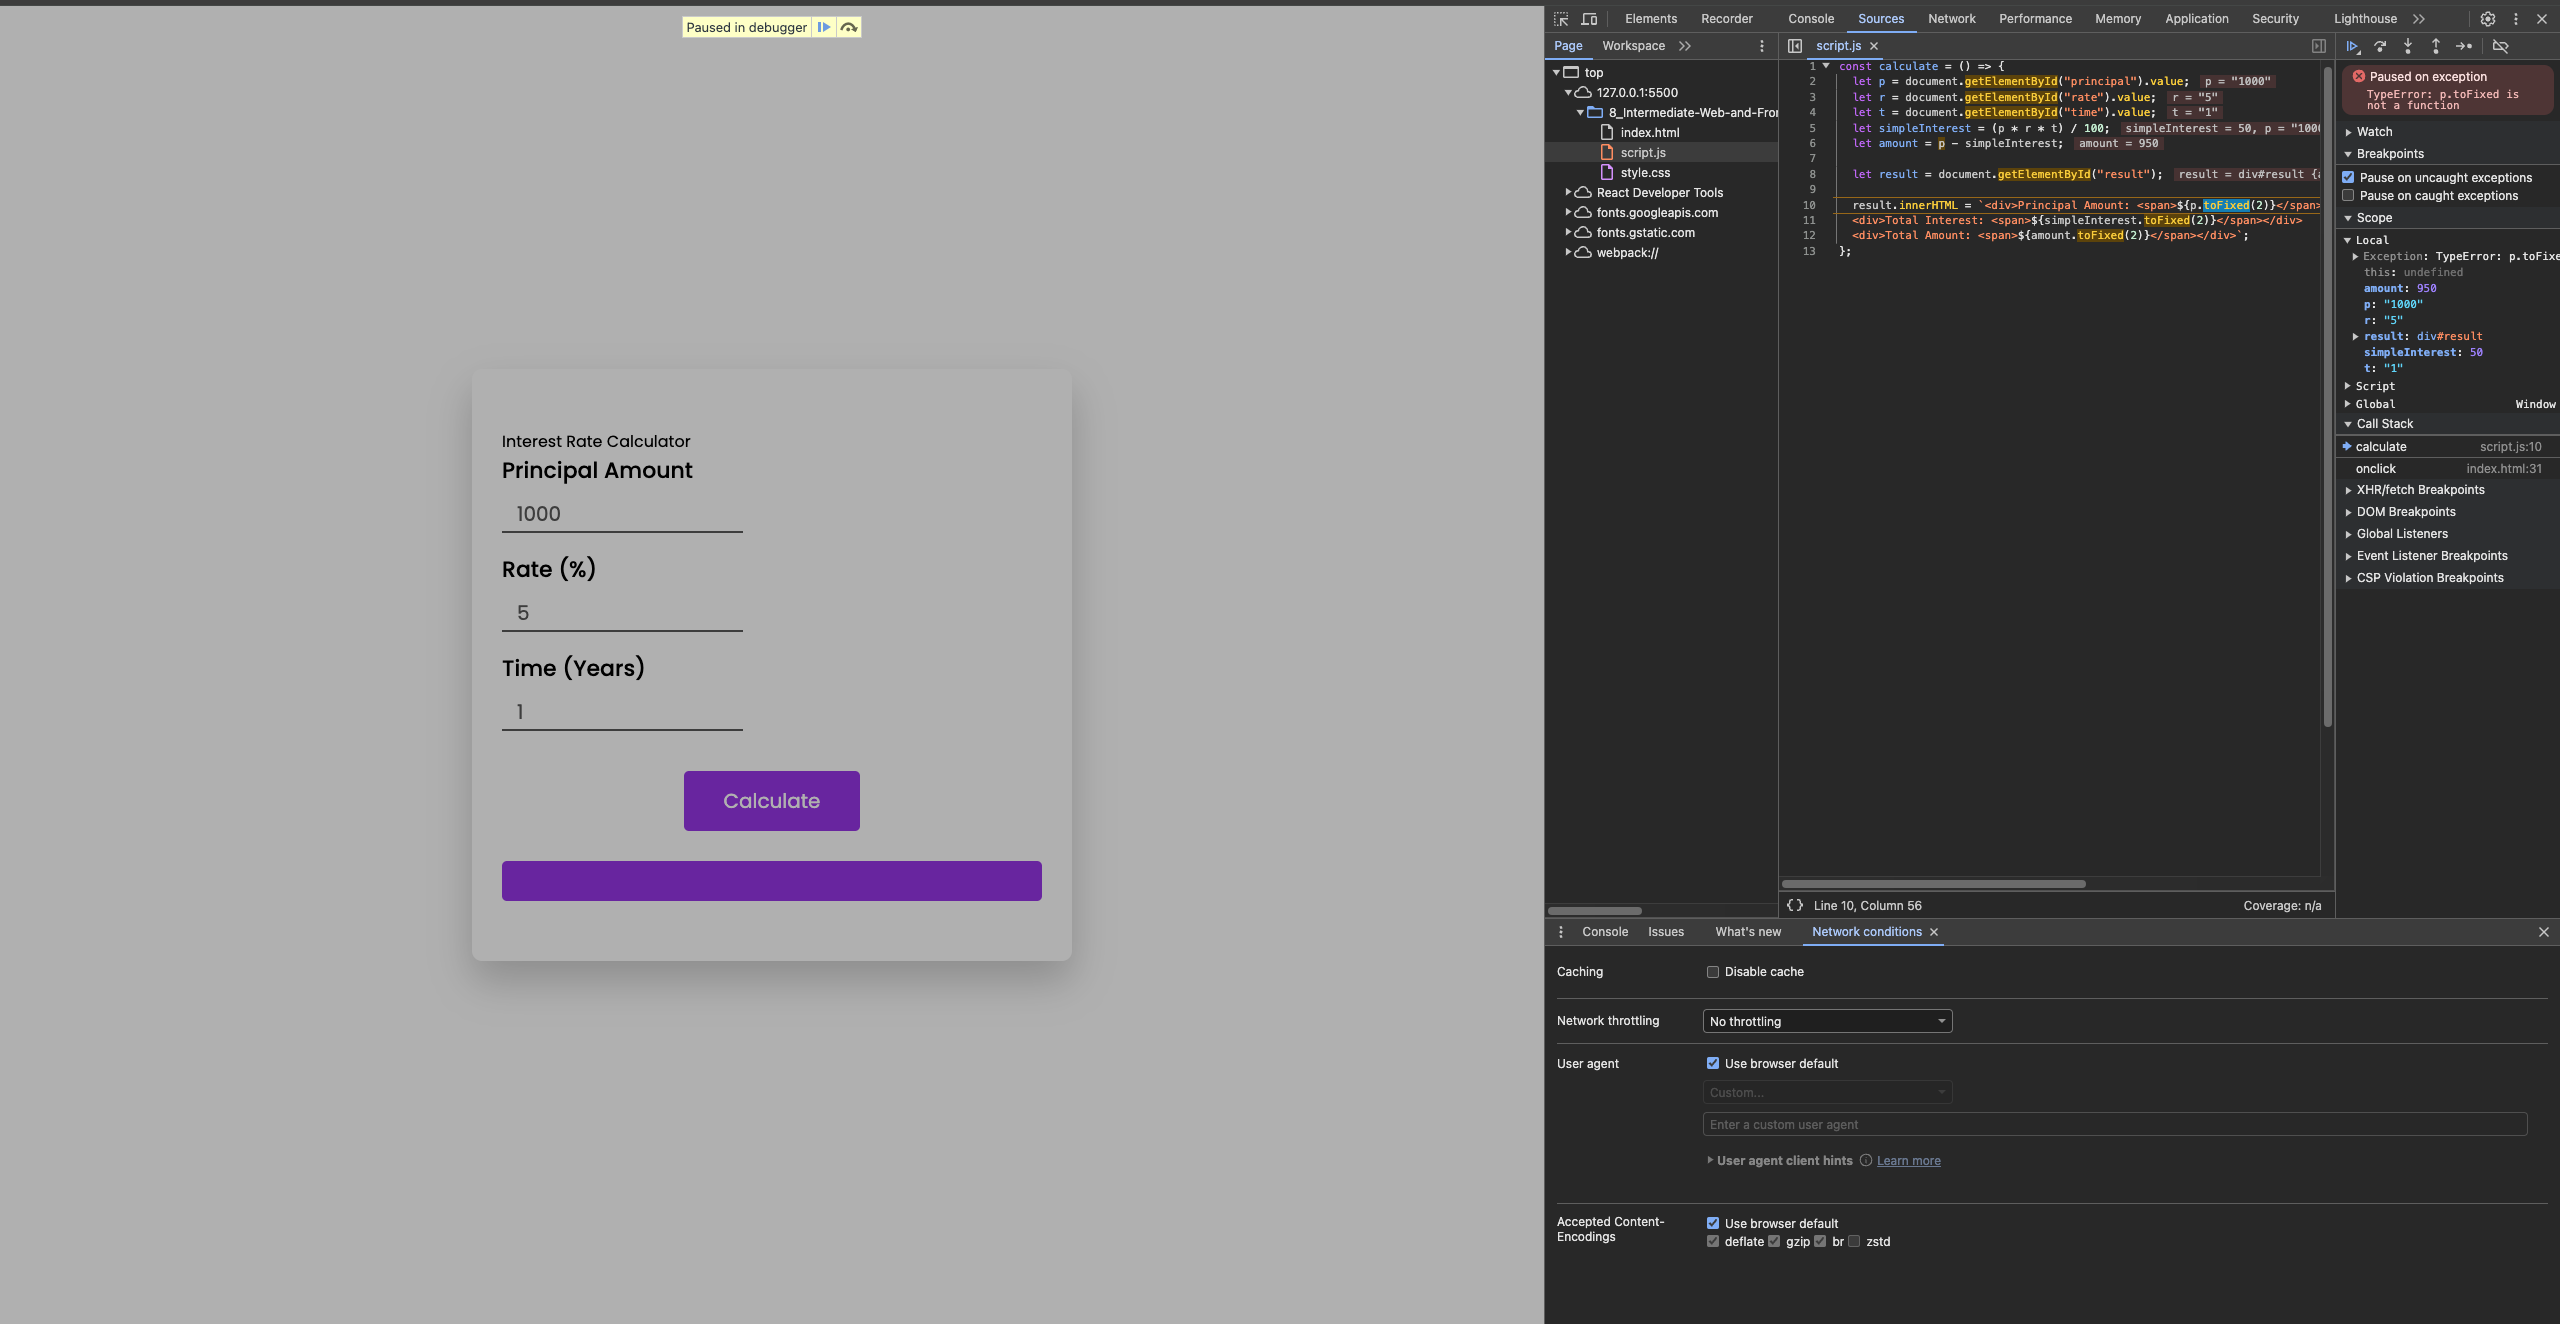 Paused in debugger
Interest Rate Calculator
Principal Amount
1000
Rate (%)
5
Time (Years)
1
Calculate
Elements Recorder Console Sources Network Performance Memory Application Security Lighthouse
Page Workspace
top
127.0.0.1:5500
8_Intermediate-Web-and-Fror
index.html
script.js
style.css
React Developer Tools
fonts.googleapis.com
fonts.gstatic.com
webpack://
script.js
1 const calculate = () => {
2 let p = document.getElementById("principal").value; p = "1000"
3 let r = document.getElementById("rate").value; r = "5"
4 let t = document.getElementById("time").value; t = "1"
5 let simpleInterest = (p * r * t) / 100; simpleInterest = 50, p = "100
6 let amount = p - simpleInterest; amount = 950
7
8 let result = document.getElementById("result"); result = div#result {a
9
10 result.innerHTML = `<div>Principal Amount: <span>${p.toFixed(2)}</span>
11 <div>Total Interest: <span>${simpleInterest.toFixed(2)}</span></div>
12 <div>Total Amount: <span>${amount.toFixed(2)}</span></div>`;
13 };
Line 10, Column 56
Coverage: n/a
Paused on exception
TypeError: p.toFixed is
not a function
Watch
Breakpoints
Pause on uncaught exceptions
Pause on caught exceptions
Scope
Local
Exception: TypeError: p.toFixe
this: undefined
amount: 950
p: "1000"
r: "5"
result: div#result
simpleInterest: 50
t: "1"
Script
Global Window
Call Stack
calculate script.js:10
onclick index.html:31
XHR/fetch Breakpoints
DOM Breakpoints
Global Listeners
Event Listener Breakpoints
CSP Violation Breakpoints
Console Issues What's new Network conditions
Caching Disable cache
Network throttling No throttling
User agent Use browser default
Custom...
Enter a custom user agent
User agent client hints Learn more
Accepted Content-
Encodings
Use browser default
deflate gzip br zstd